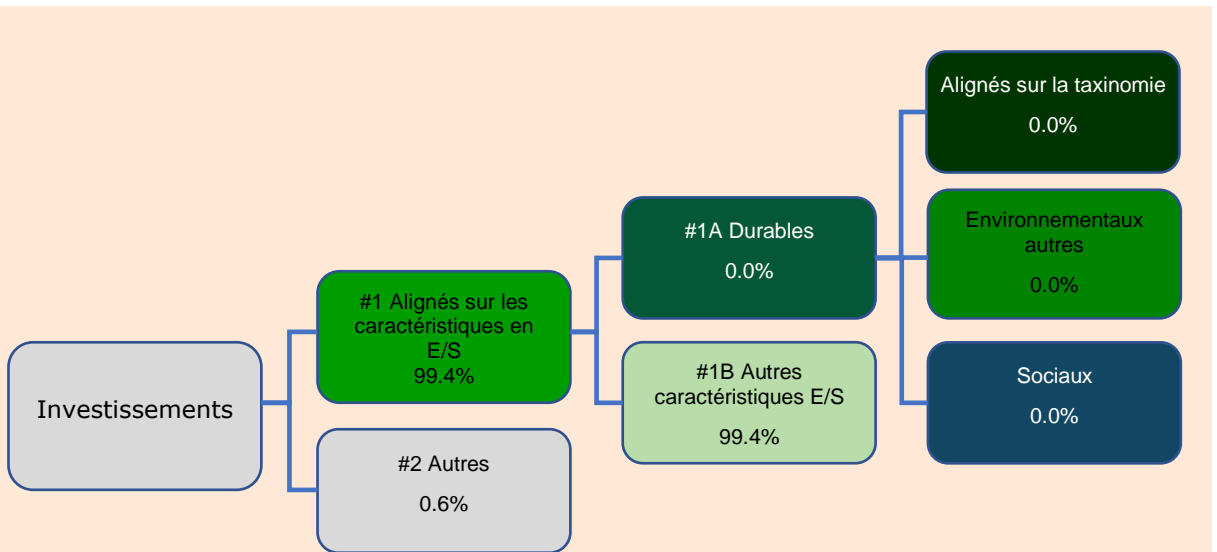 Investissements
#1 Alignés sur les
caractéristiques en
E/S
99.4%
#2 Autres
0.6%
#1A Durables
0.0%
#1B Autres
caractéristiques E/S
99.4%
Alignés sur la taxinomie
0.0%
Environnementaux
autres
0.0%
Sociaux
0.0%